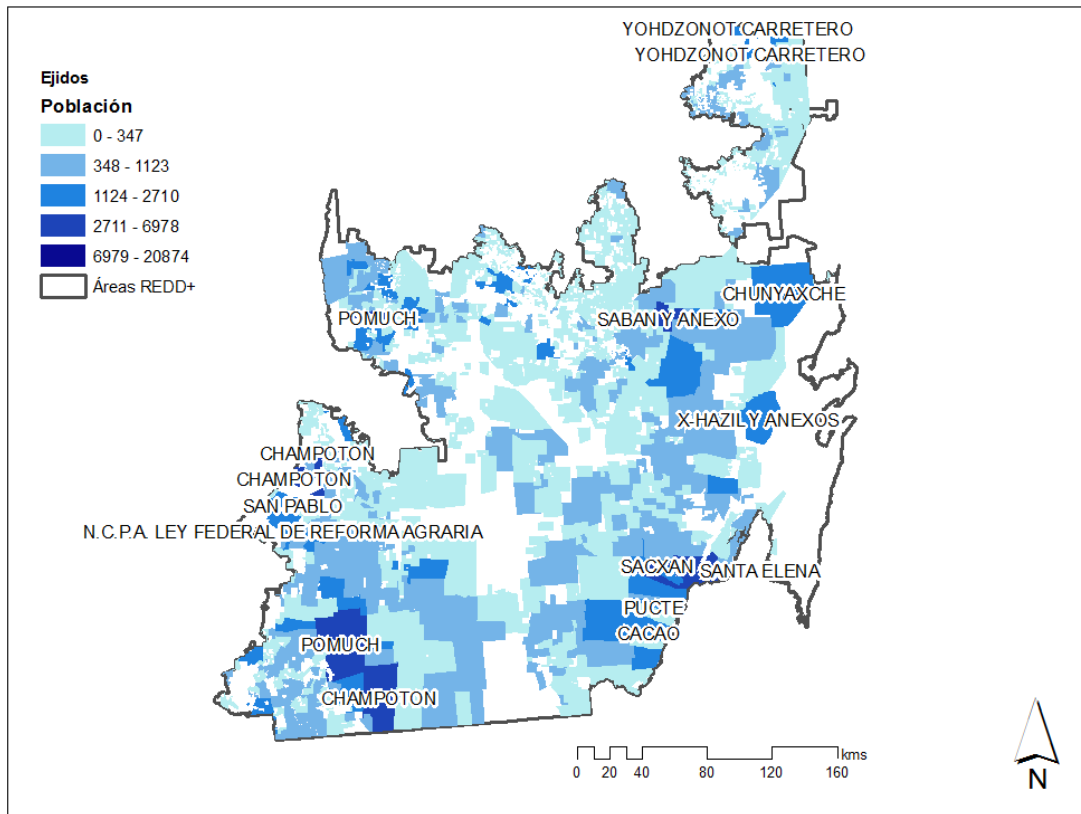 YOHDZONOT CARRETERO
YOHDZONOT CARRETERO
Ejidos
Población
0 - 347
348 - 1123
1124 - 2710
2711 - 6978
6979 - 20874
Áreas REDD+
CHUNYAXCHE
POMUCH
SABAN Y ANEXO
X-HAZIL Y ANEXOS
CHAMPOTON
CHAMPOTON
SAN PABLO
N.C.P.A. LEY FEDERAL DE REFORMA AGRARIA
SACXAN
SANTA ELENA
PUCTE
CACAO
POMUCH
CHAMPOTON
kms
0 20 40 80 120 160
N